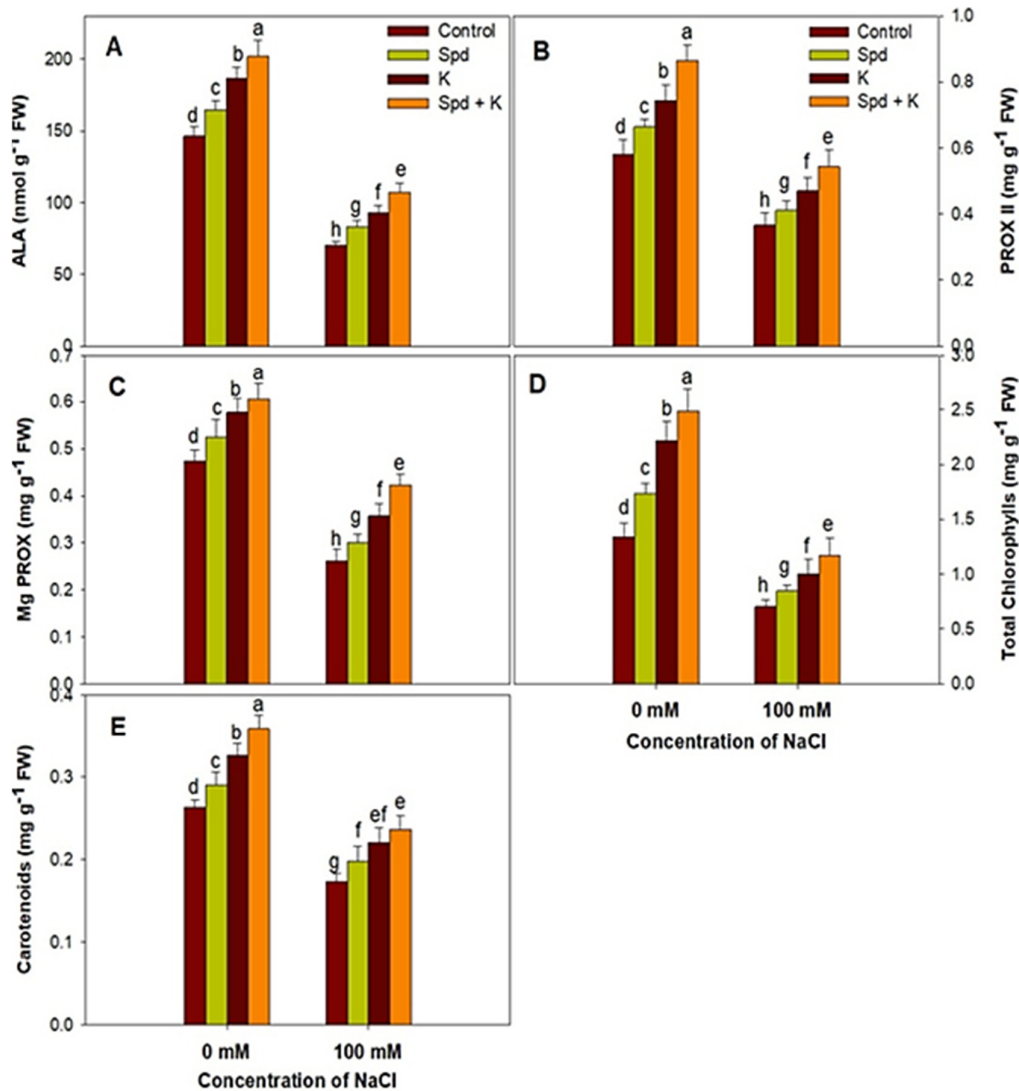 A
Control
Spd
K
Spd + K
200
150
100
50
0
ALA (nmol g⁻¹ FW)
d
c
b
a
h
g
f
e
B
Control
Spd
K
Spd + K
1.0
0.8
0.6
0.4
0.2
0.0
PROX II (mg g⁻¹ FW)
d
c
b
a
h
g
f
e
C
0.7
0.6
0.5
0.4
0.3
0.2
0.1
0.0
Mg PROX (mg g⁻¹ FW)
d
c
b
a
h
g
f
e
D
3.0
2.5
2.0
1.5
1.0
0.5
0.0
Total Chlorophylls (mg g⁻¹ FW)
d
c
b
a
h
g
f
e
0 mM
100 mM
Concentration of NaCl
E
0.4
0.3
0.2
0.1
0.0
Carotenoids (mg g⁻¹ FW)
d
c
b
a
g
f
ef
e
0 mM
100 mM
Concentration of NaCl